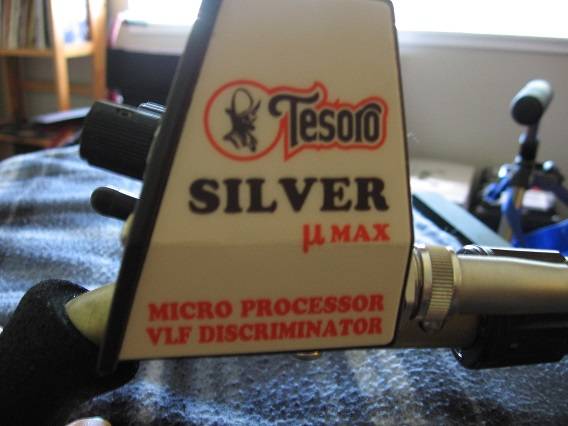 Tesoro
SILVER
µ MAX
MICRO PROCESSOR
VLF DISCRIMINATOR